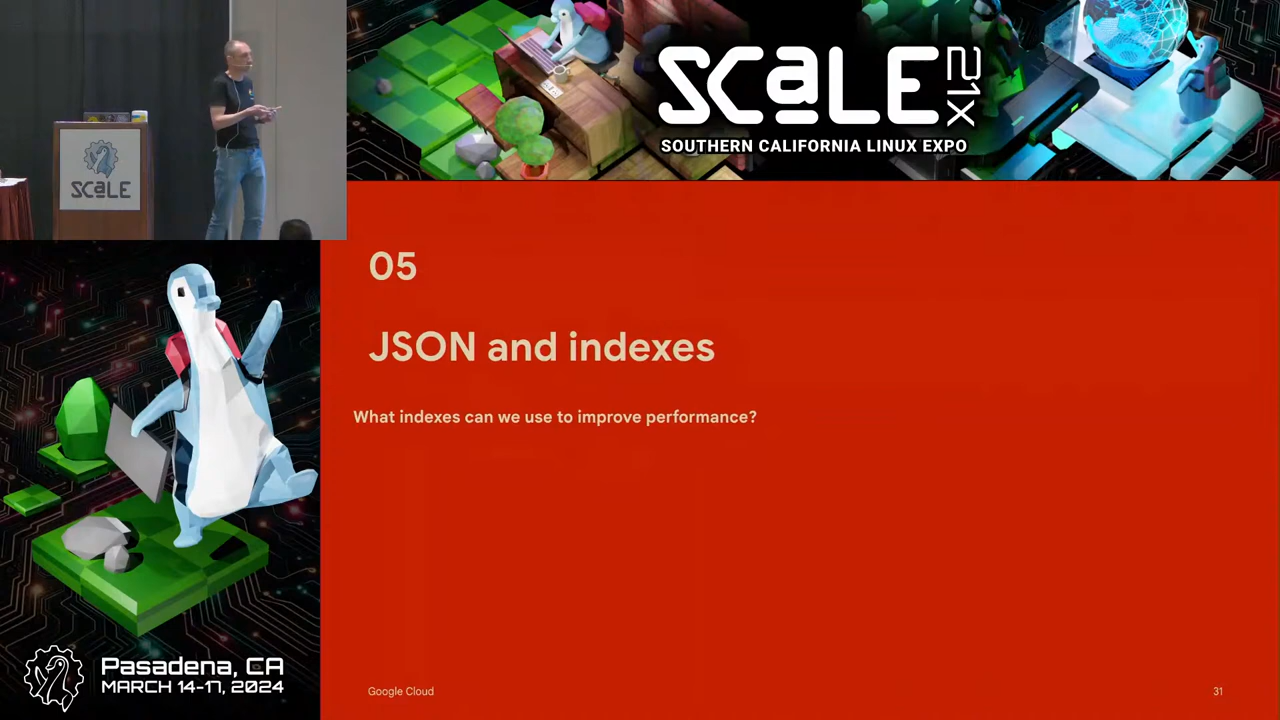 SCaLE 21x
SOUTHERN CALIFORNIA LINUX EXPO
SCaLE
05
JSON and indexes
What indexes can we use to improve performance?
Pasadena, CA
MARCH 14-17, 2024
Google Cloud
31